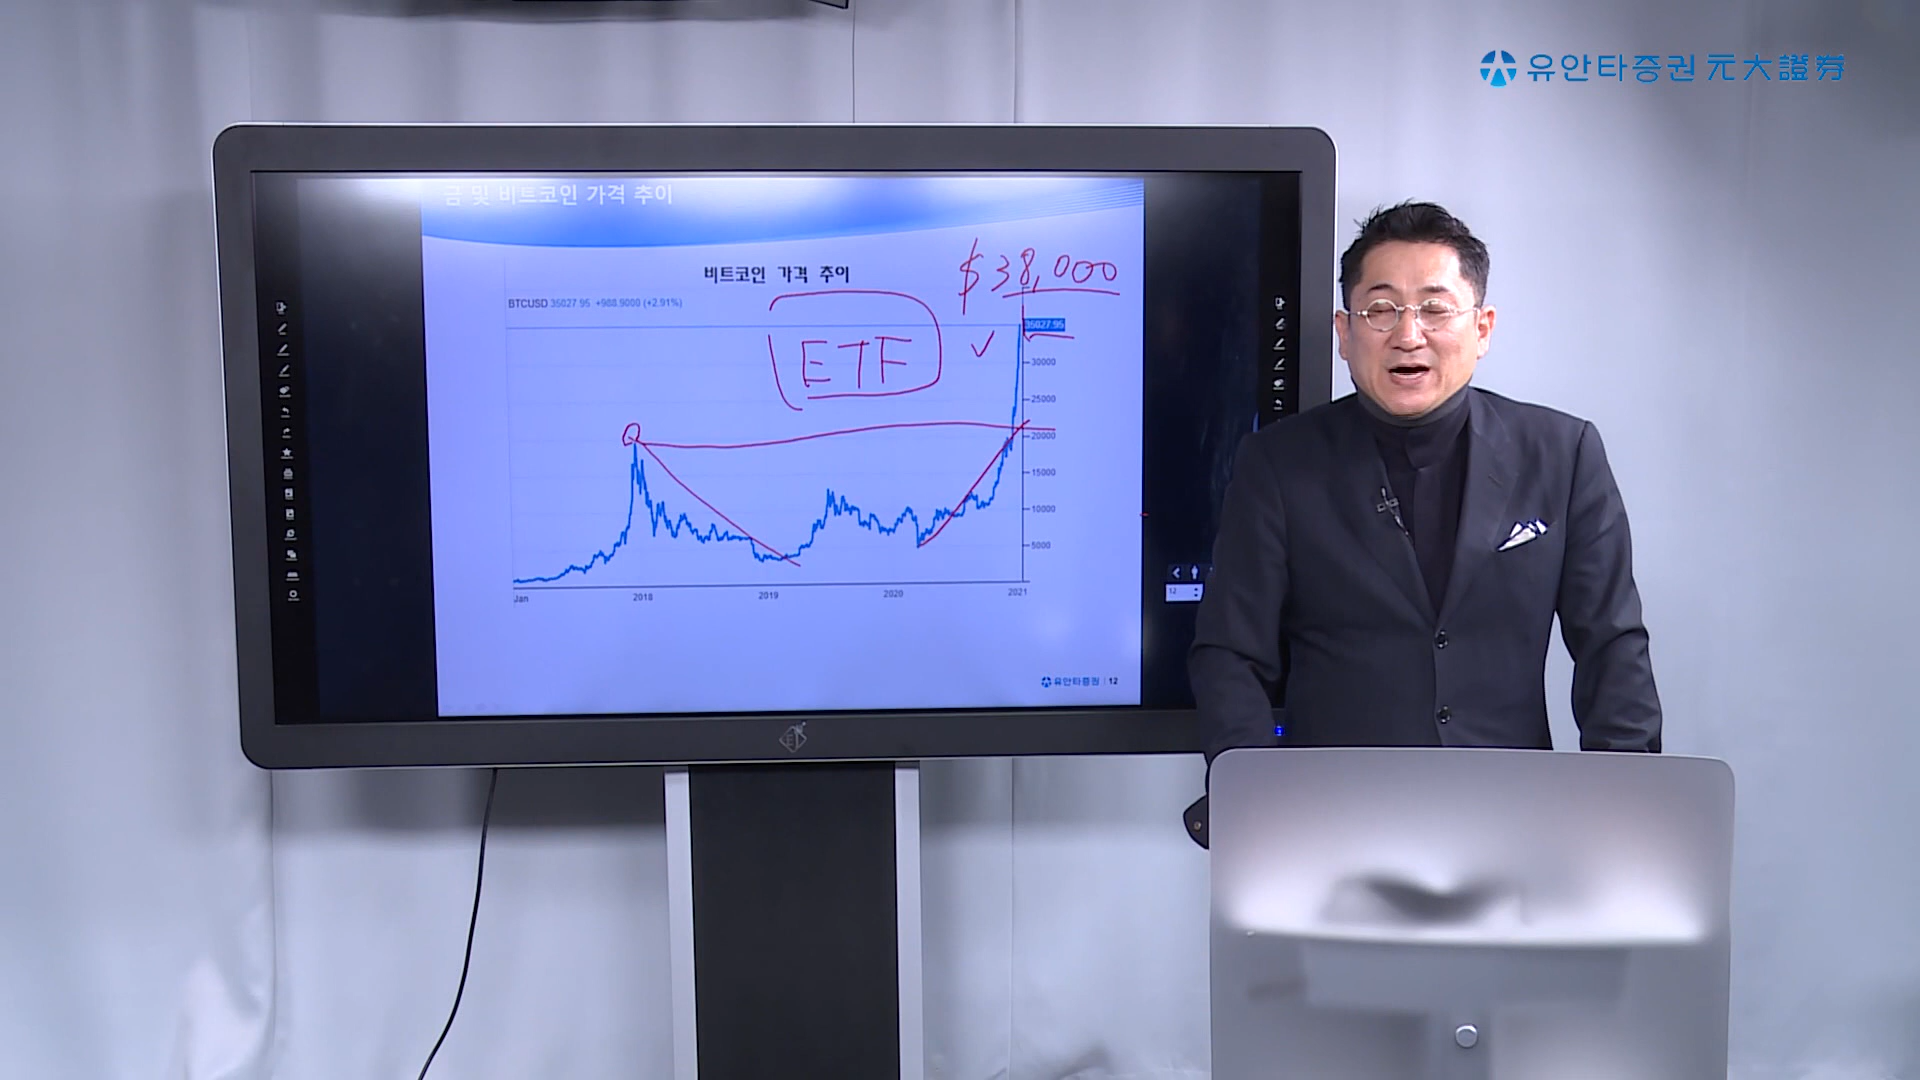 유안타증권 元大證券
금 및 비트코인 가격 추이
$38,000
비트코인 가격 추이
BTCUSD 35027.95 +988.9000 (+2.91%)
35027.95
ETF
30000
25000
20000
15000
10000
5000
Jan 2018 2019 2020 2021
12
유안타증권 | 12